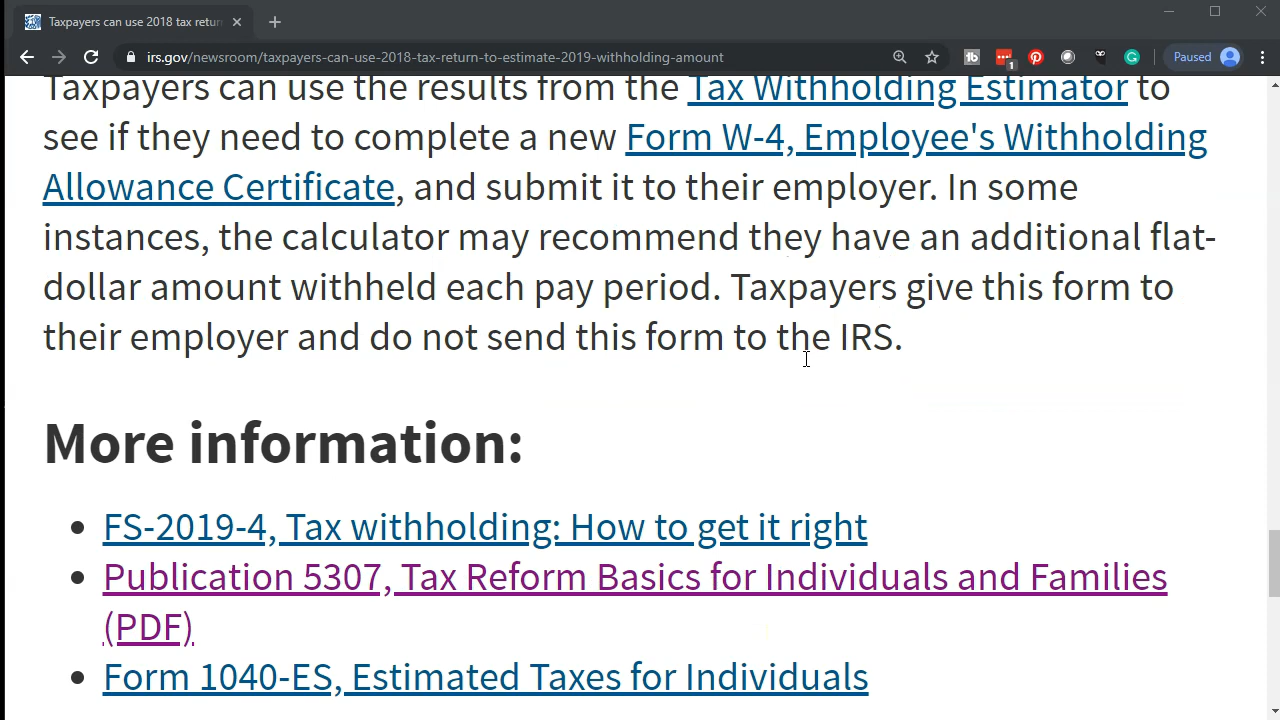 Taxpayers can use 2018 tax retur
irs.gov/newsroom/taxpayers-can-use-2018-tax-return-to-estimate-2019-withholding-amount
tb
1
G
Paused
Taxpayers can use the results from the Tax Withholding Estimator to
see if they need to complete a new Form W-4, Employee's Withholding
Allowance Certificate, and submit it to their employer. In some
instances, the calculator may recommend they have an additional flat-
dollar amount withheld each pay period. Taxpayers give this form to
their employer and do not send this form to the IRS.
More information:
• FS-2019-4, Tax withholding: How to get it right
• Publication 5307, Tax Reform Basics for Individuals and Families
(PDF)
• Form 1040-ES, Estimated Taxes for Individuals